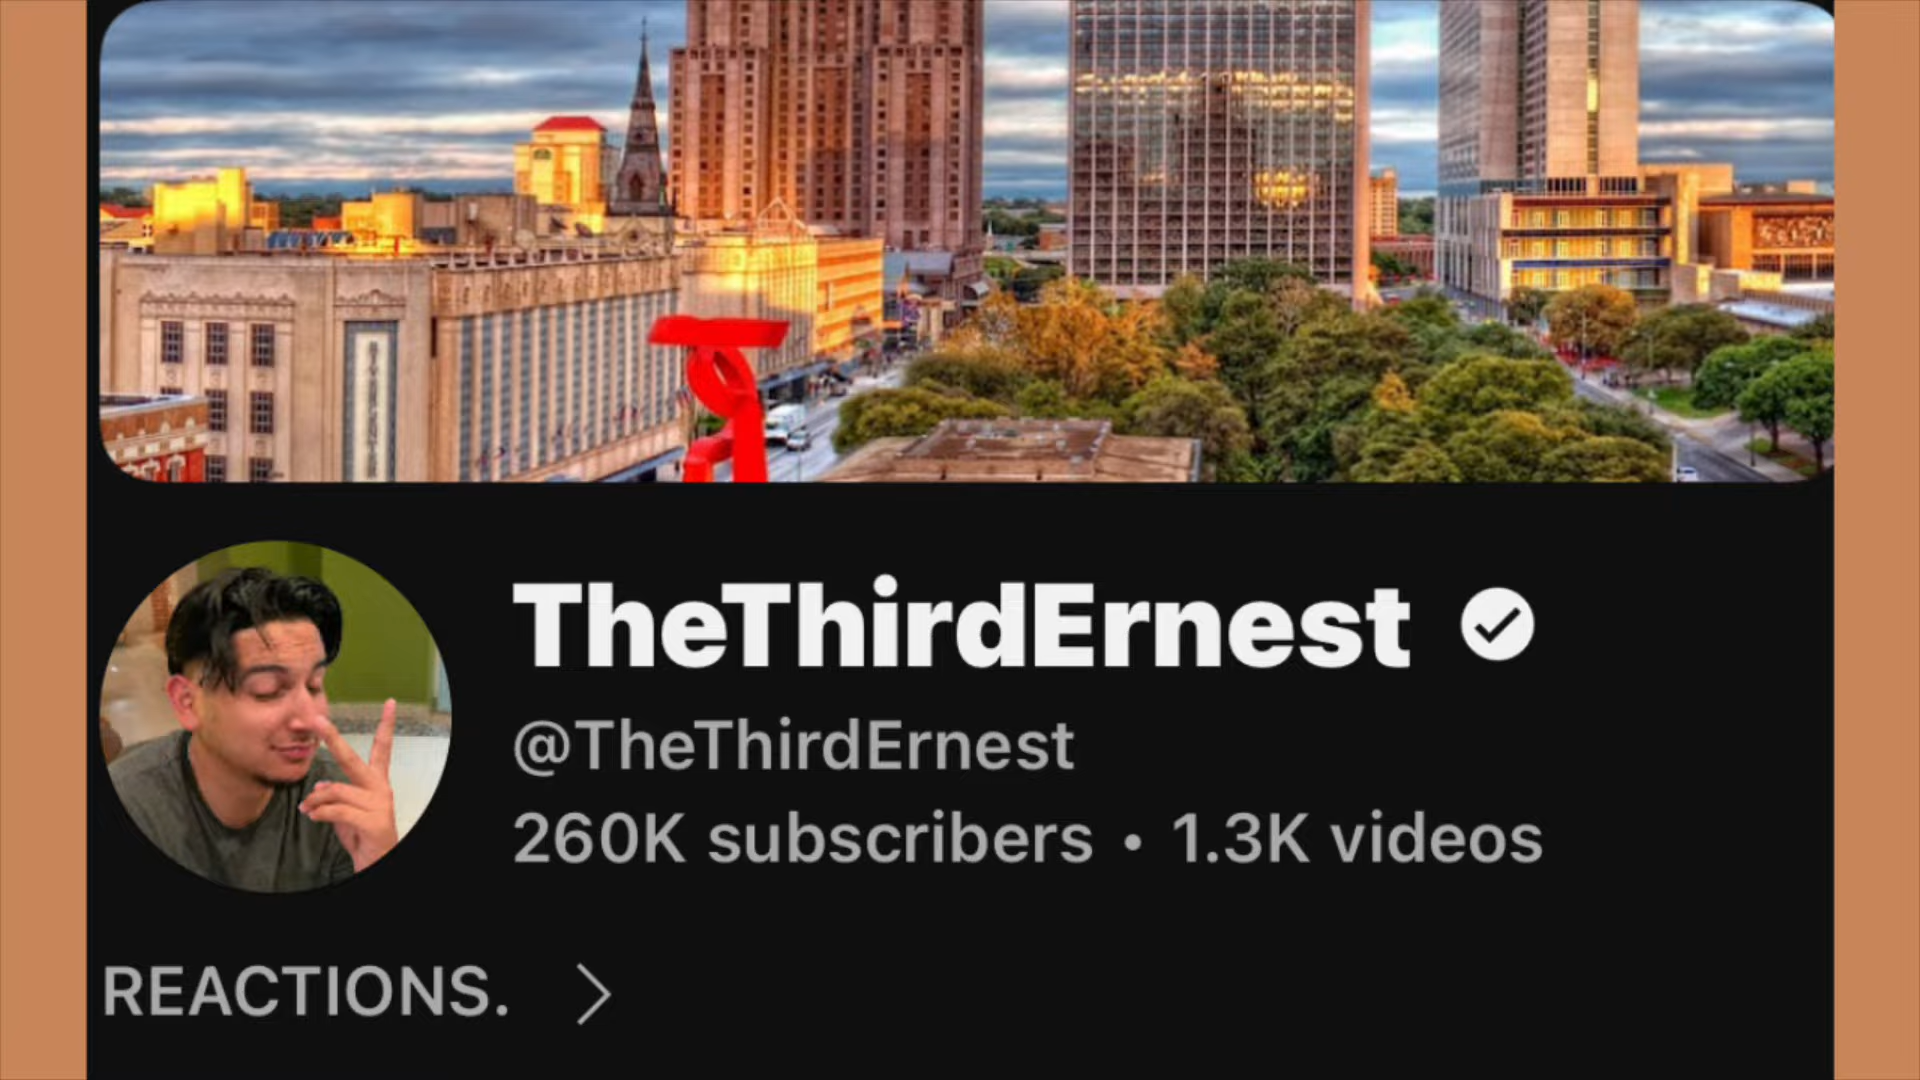 TheThirdErnest
@TheThirdErnest
260K subscribers • 1.3K videos
REACTIONS.